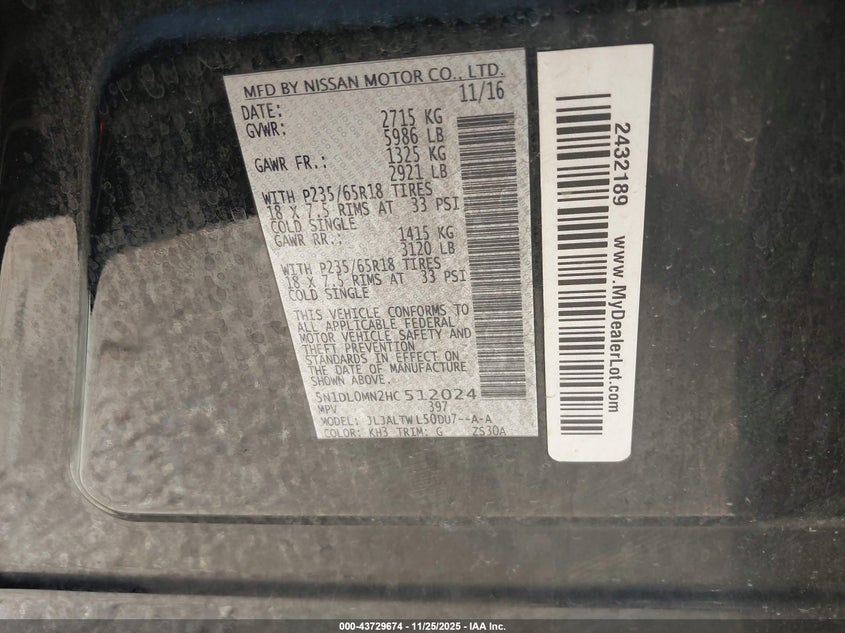 MFD BY NISSAN MOTOR CO., LTD.
DATE: 11/16
GVWR: 2715 KG
5986 LB
GAWR FR.: 1325 KG
2921 LB
WITH P235/65R18 TIRES
18 X 7.5 RIMS AT 33 PSI
COLD SINGLE
GAWR RR.: 1415 KG
3120 LB
WITH P235/65R18 TIRES
18 X 7.5 RIMS AT 33 PSI
COLD SINGLE
THIS VEHICLE CONFORMS TO
ALL APPLICABLE FEDERAL
MOTOR VEHICLE SAFETY AND
THEFT PREVENTION
STANDARDS IN EFFECT ON
THE DATE OF MANUFACTURE
SHOWN ABOVE.
5N1DL0MN2HC512024
MPV 397
MODEL: JLJALTWL50DU7--A-A
COLOR: KH3 TRIM: G ZS30A
2432189 www.MyDealerLot.com
000-43729674 - 11/25/2025 - IAA Inc.